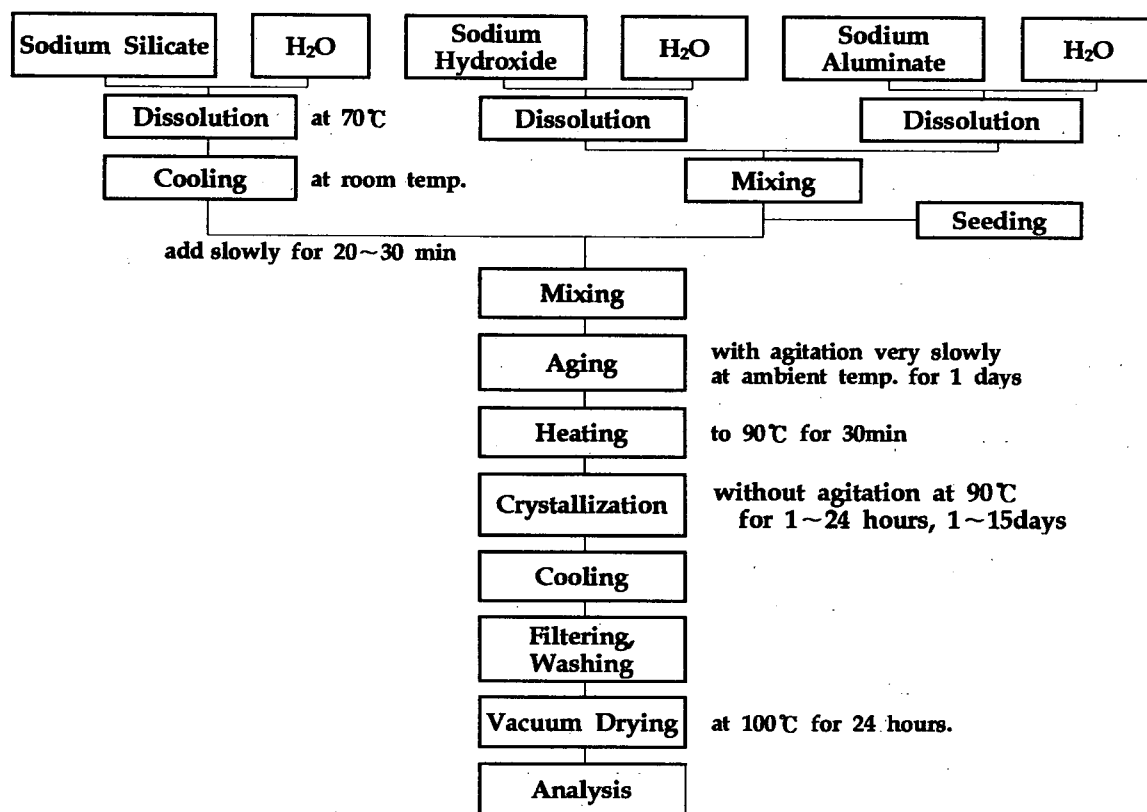 Sodium Silicate
H₂O
Sodium
Hydroxide
H₂O
Sodium
Aluminate
H₂O
Dissolution
at 70℃
Dissolution
Dissolution
Cooling
at room temp.
Mixing
Seeding
add slowly for 20~30 min
Mixing
Aging
with agitation very slowly
at ambient temp. for 1 days
Heating
to 90℃ for 30min
Crystallization
without agitation at 90℃
for 1~24 hours, 1~15days
Cooling
Filtering,
Washing
Vacuum Drying
at 100℃ for 24 hours.
Analysis